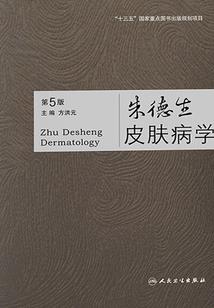 “十三五”国家重点图书出版规划项目
第5版
主编 方洪元
Zhu Desheng
Dermatology
朱德生
皮肤病学
人民卫生出版社